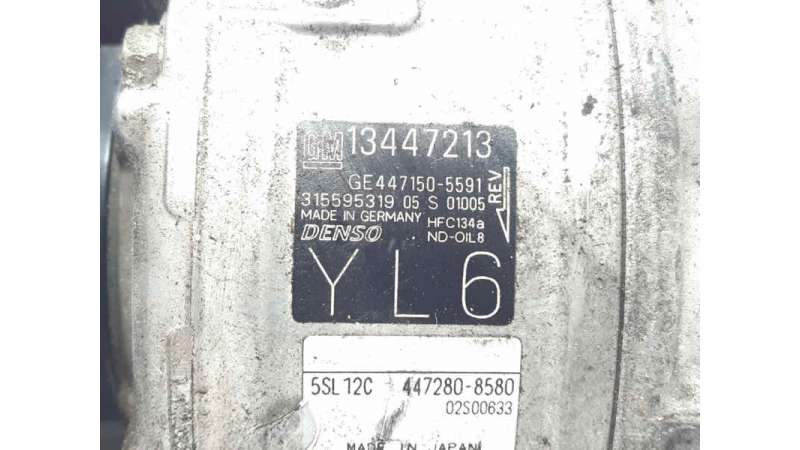 GM 13447213
GE447150-5591
315595319 05 S 01005
MADE IN GERMANY HFC134a
DENSO ND-OIL8
REV
YL6
5SL12C 447280-8580
02S00633
MADE IN JAPAN